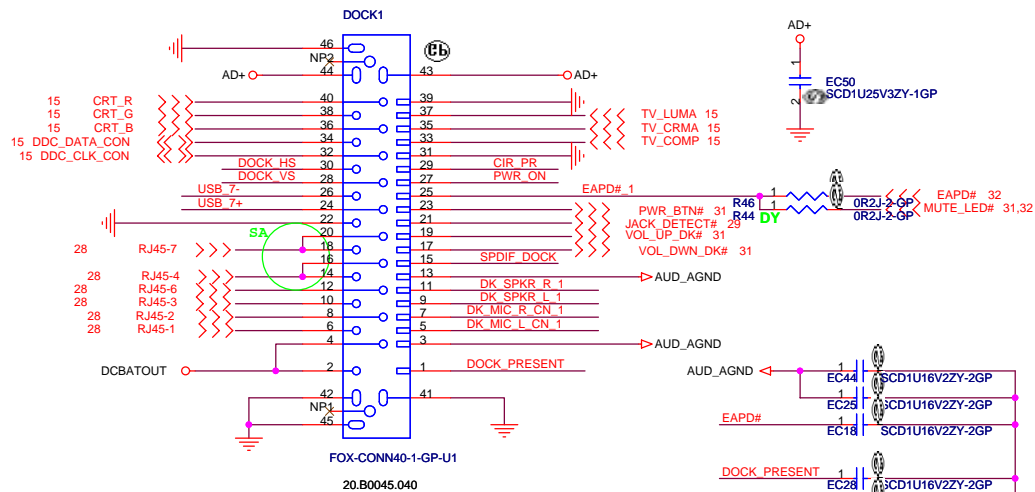 DOCK1
46
NP2
AD+ 44 43 AD+
15 CRT_R 40 39
15 CRT_G 38 37 TV_LUMA 15
15 CRT_B 36 35 TV_CRMA 15
15 DDC_DATA_CON 34 33 TV_COMP 15
15 DDC_CLK_CON 32 31
DOCK_HS 30 29 CIR_PR
DOCK_VS 28 27 PWR_ON
USB_7- 26 25 EAPD#_1
USB_7+ 24 23 PWR_BTN# 31
22 21 JACK_DETECT# 29
SA 20 19 VOL_UP_DK# 31
28 RJ45-7 18 17 VOL_DWN_DK# 31
16 15 SPDIF_DOCK
28 RJ45-4 14 13 AUD_AGND
28 RJ45-6 12 11 DK_SPKR_R_1
28 RJ45-3 10 9 DK_SPKR_L_1
28 RJ45-2 8 7 DK_MIC_R_CN_1
28 RJ45-1 6 5 DK_MIC_L_CN_1
4 3 AUD_AGND
DCBATOUT 2 1 DOCK_PRESENT
42 41
NP1
45
FOX-CONN40-1-GP-U1
20.B0045.040
AD+
1
EC50
2 SCD1U25V3ZY-1GP
R46 1 0R2J-2-GP EAPD# 32
R44 1 DY 0R2J-2-GP MUTE_LED# 31,32
AUD_AGND 1
EC44 SCD1U16V2ZY-2GP
1
EC25 SCD1U16V2ZY-2GP
EAPD# 1
EC18 SCD1U16V2ZY-2GP
DOCK_PRESENT 1
EC28 SCD1U16V2ZY-2GP